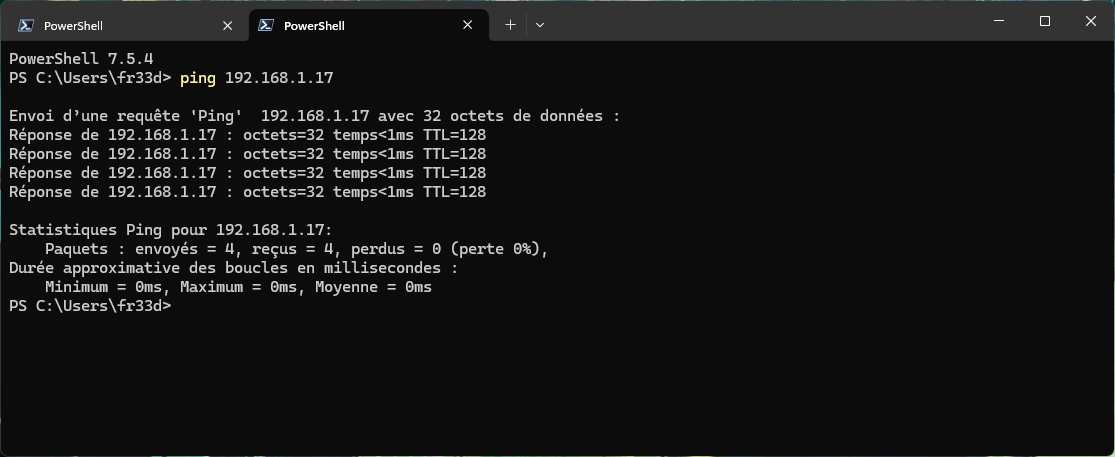 PowerShell
PowerShell
PowerShell 7.5.4
PS C:\Users\fr33d> ping 192.168.1.17
Envoi d’une requête 'Ping'  192.168.1.17 avec 32 octets de données :
Réponse de 192.168.1.17 : octets=32 temps<1ms TTL=128
Réponse de 192.168.1.17 : octets=32 temps<1ms TTL=128
Réponse de 192.168.1.17 : octets=32 temps<1ms TTL=128
Réponse de 192.168.1.17 : octets=32 temps<1ms TTL=128
Statistiques Ping pour 192.168.1.17:
    Paquets : envoyés = 4, reçus = 4, perdus = 0 (perte 0%),
Durée approximative des boucles en millisecondes :
    Minimum = 0ms, Maximum = 0ms, Moyenne = 0ms
PS C:\Users\fr33d>